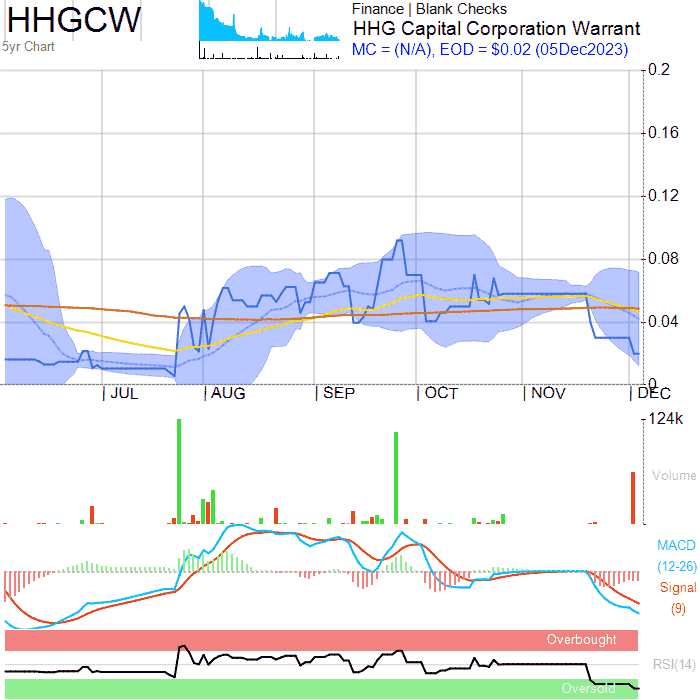 HHGCW
5yr Chart
Finance | Blank Checks
HHG Capital Corporation Warrant
MC = (N/A), EOD = $0.02 (05Dec2023)
0.2
0.16
0.12
0.08
0.04
0
JUL AUG SEP OCT NOV DEC
124k
Volume
MACD
(12-26)
Signal
(9)
Overbought
RSI(14)
Oversold